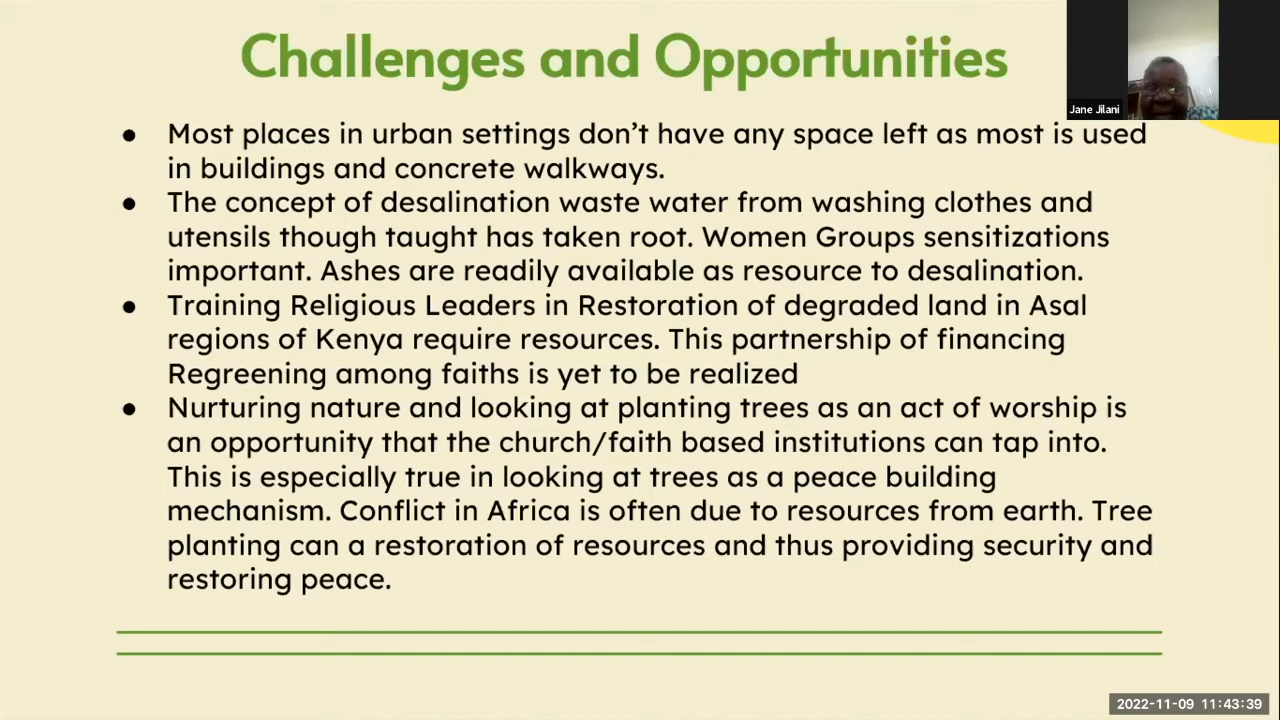 Challenges and Opportunities
Jane Jilani
● Most places in urban settings don't have any space left as most is used
in buildings and concrete walkways.
● The concept of desalination waste water from washing clothes and
utensils though taught has taken root. Women Groups sensitizations
important. Ashes are readily available as resource to desalination.
● Training Religious Leaders in Restoration of degraded land in Asal
regions of Kenya require resources. This partnership of financing
Regreening among faiths is yet to be realized
● Nurturing nature and looking at planting trees as an act of worship is
an opportunity that the church/faith based institutions can tap into.
This is especially true in looking at trees as a peace building
mechanism. Conflict in Africa is often due to resources from earth. Tree
planting can a restoration of resources and thus providing security and
restoring peace.
2022-11-09 11:43:39